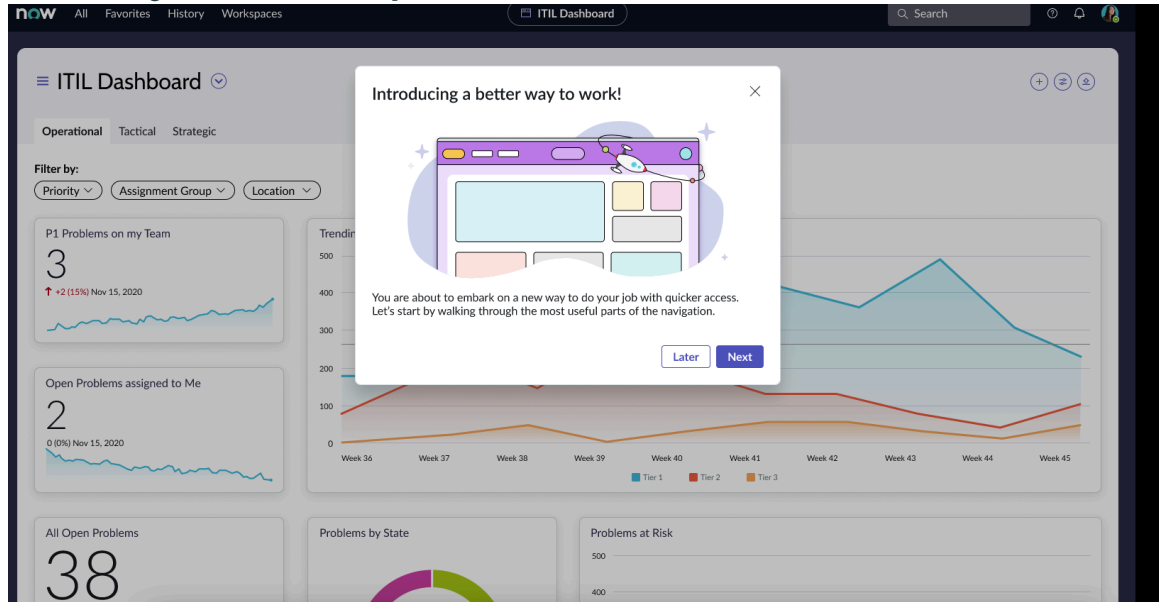 now All Favorites History Workspaces ITIL Dashboard Search
ITIL Dashboard
Operational Tactical Strategic
Filter by:
Priority Assignment Group Location
Introducing a better way to work!
You are about to embark on a new way to do your job with quicker access.
Let's start by walking through the most useful parts of the navigation.
Later Next
P1 Problems on my Team
3
+2 (15%) Nov 15, 2020
Open Problems assigned to Me
2
0 (0%) Nov 15, 2020
500
400
300
200
100
0
Week 36 Week 37 Week 38 Week 39 Week 40 Week 41 Week 42 Week 43 Week 44 Week 45
Tier 1 Tier 2 Tier 3
All Open Problems
38
Problems by State
Problems at Risk
500
400